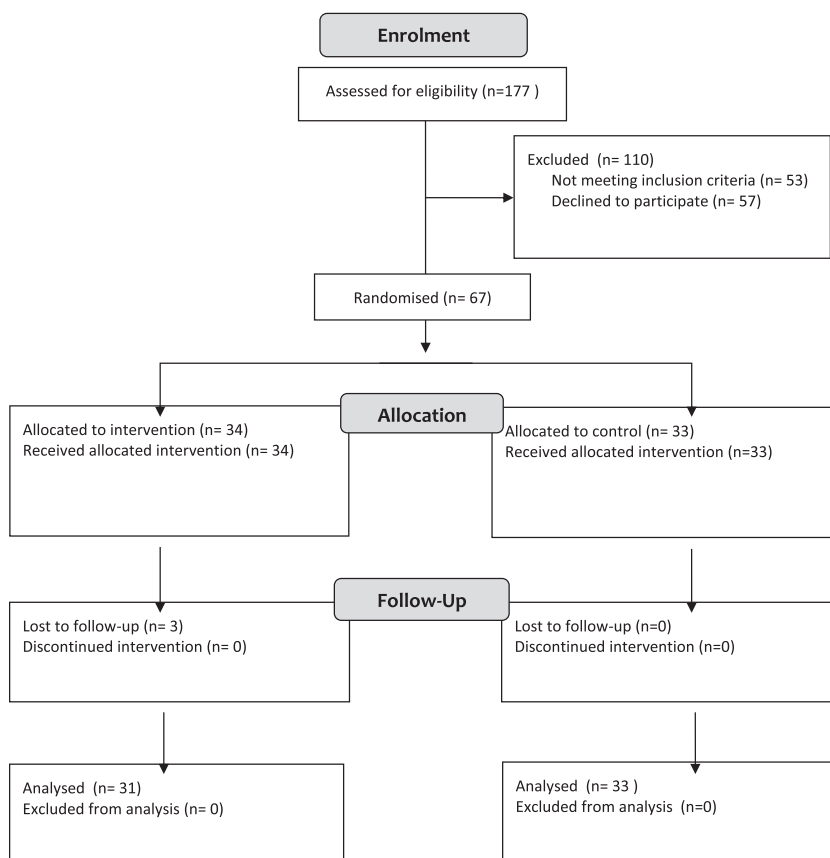 Enrolment
Assessed for eligibility (n=177 )
Excluded  (n= 110)
Not meeting inclusion criteria (n= 53)
Declined to participate (n= 57)
Randomised (n= 67)
Allocation
Allocated to intervention (n= 34)
Received allocated intervention (n= 34)
Allocated to control (n= 33)
Received allocated intervention (n=33)
Follow-Up
Lost to follow-up (n= 3)
Discontinued intervention (n= 0)
Lost to follow-up (n=0)
Discontinued intervention (n=0)
Analysed  (n= 31)
Excluded from analysis (n= 0)
Analysed  (n= 33 )
Excluded from analysis  (n=0)